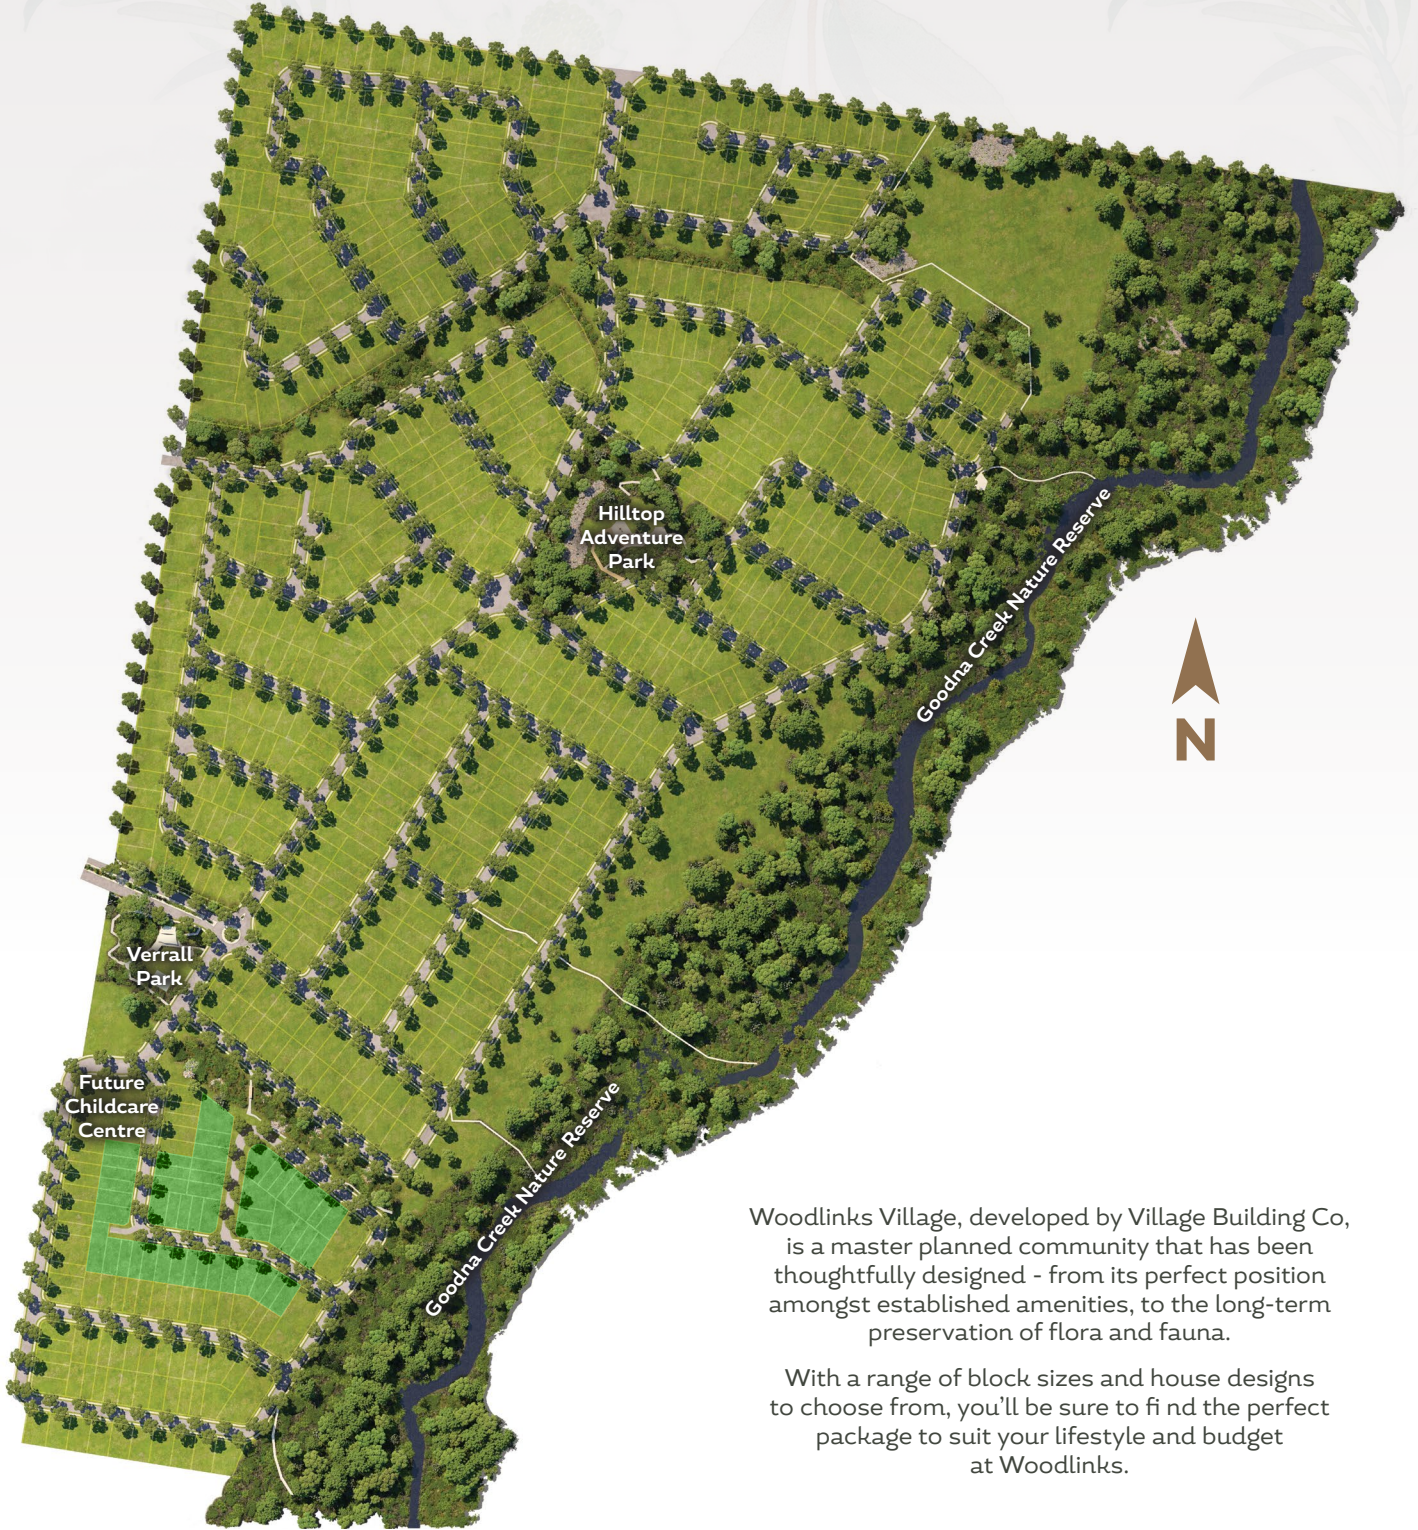 Hilltop
Adventure
Park
Goodna Creek Nature Reserve
N
Verrall
Park
Future
Childcare
Centre
Goodna Creek Nature Reserve
Woodlinks Village, developed by Village Building Co,
is a master planned community that has been
thoughtfully designed - from its perfect position
amongst established amenities, to the long-term
preservation of flora and fauna.
With a range of block sizes and house designs
to choose from, you’ll be sure to fi nd the perfect
package to suit your lifestyle and budget
at Woodlinks.